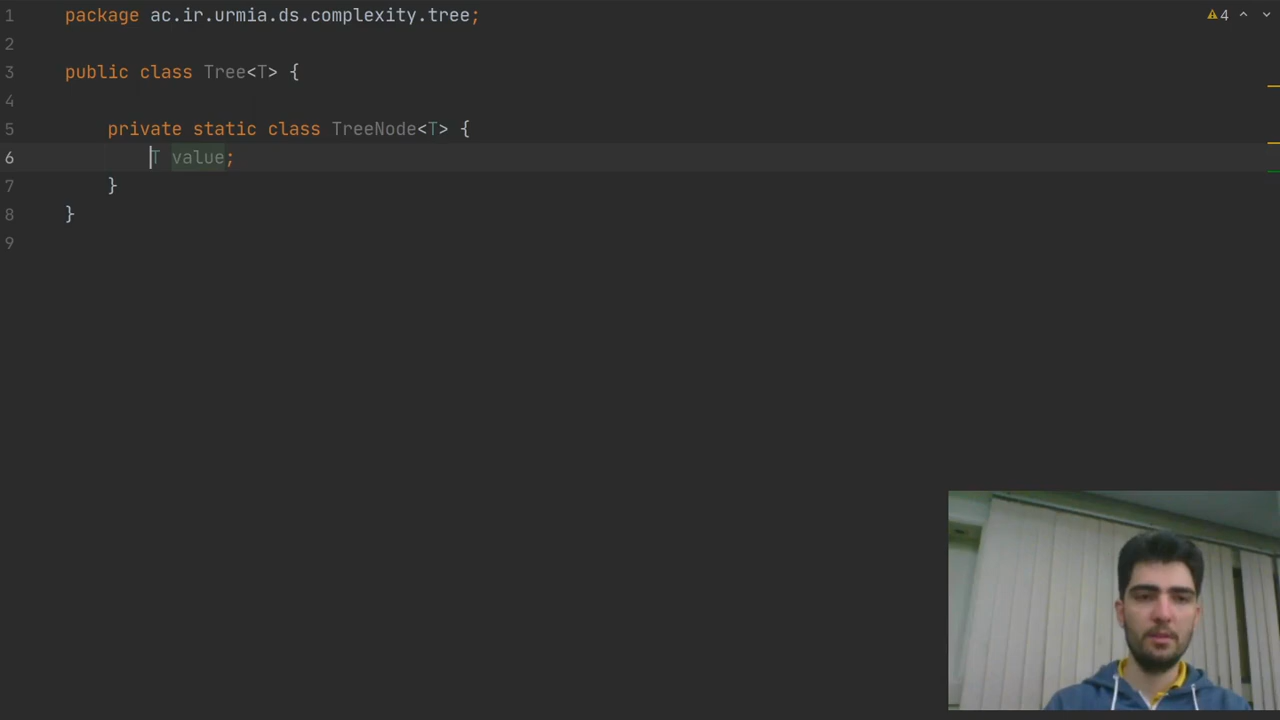 1 package ac.ir.urmia.ds.complexity.tree;
4
2
3 public class Tree<T> {
4
5 private static class TreeNode<T> {
6 T value;
7 }
8 }
9